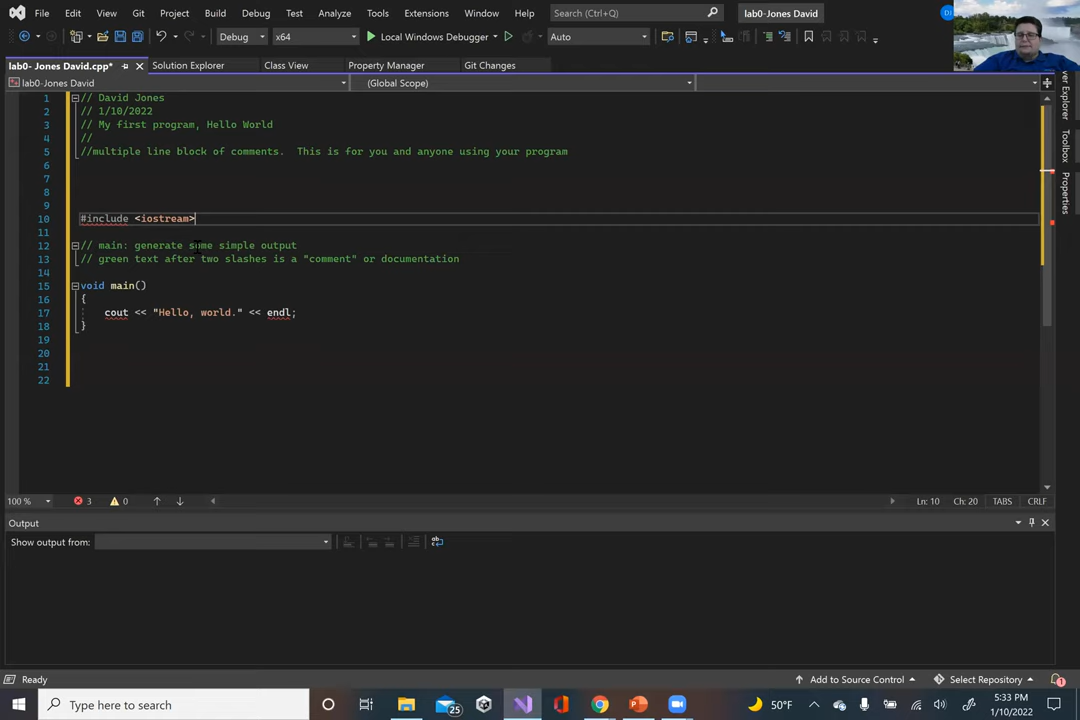 File Edit View Git Project Build Debug Test Analyze Tools Extensions Window Help Search (Ctrl+Q) lab0-Jones David
Debug x64 Local Windows Debugger Auto
lab0- Jones David.cpp* Solution Explorer Class View Property Manager Git Changes
lab0-Jones David (Global Scope)
1 // David Jones
2 // 1/10/2022
3 // My first program, Hello World
4 //
5 //multiple line block of comments. This is for you and anyone using your program
6
7
8
9
10 #include <iostream>
11
12 // main: generate some simple output
13 // green text after two slashes is a "comment" or documentation
14
15 void main()
16 {
17 cout << "Hello, world." << endl;
18 }
19
20
21
22
Toolbox
Properties
100 % 3 0 Ln: 10 Ch: 20 TABS CRLF
Output
Show output from:
Ready Add to Source Control Select Repository 1
Type here to search 25 50°F 5:33 PM
1/10/2022